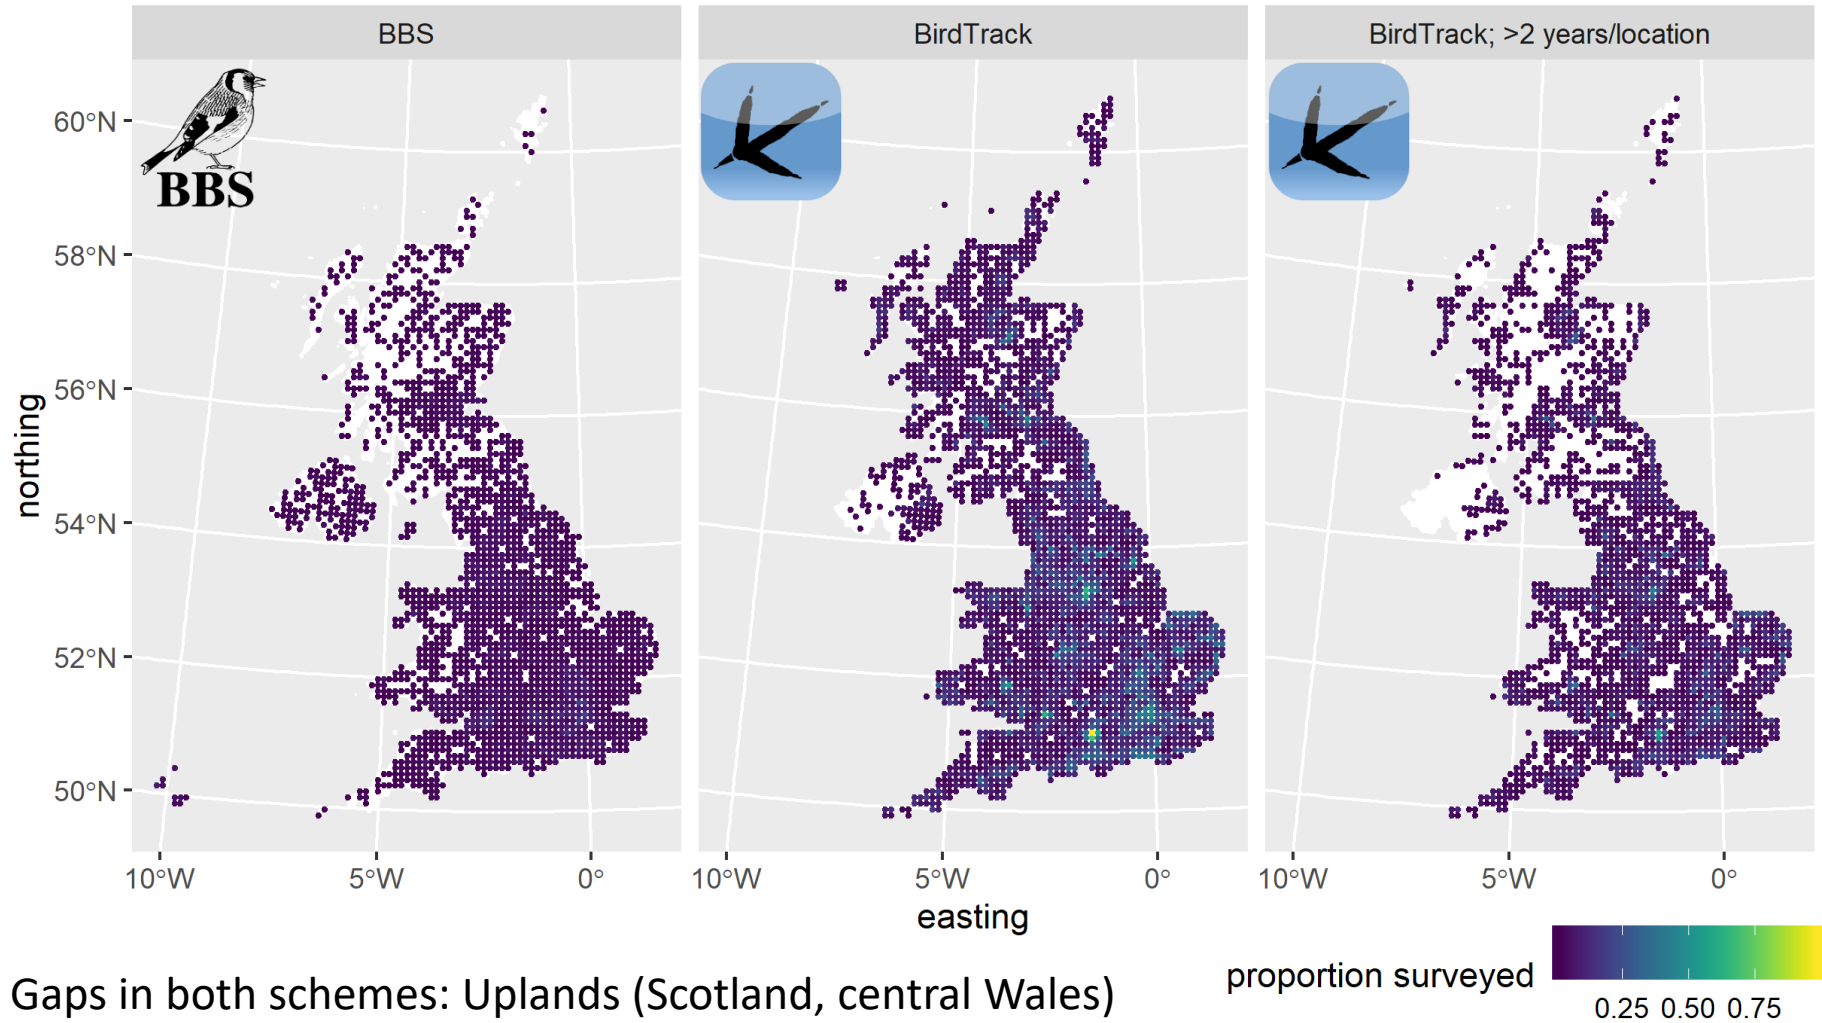 BBS
BirdTrack
BirdTrack; >2 years/location
BBS
60°N
58°N
56°N
54°N
52°N
50°N
northing
10°W
5°W
0°
10°W
5°W
0°
10°W
5°W
0°
easting
proportion surveyed
0.25 0.50 0.75
Gaps in both schemes: Uplands (Scotland, central Wales)